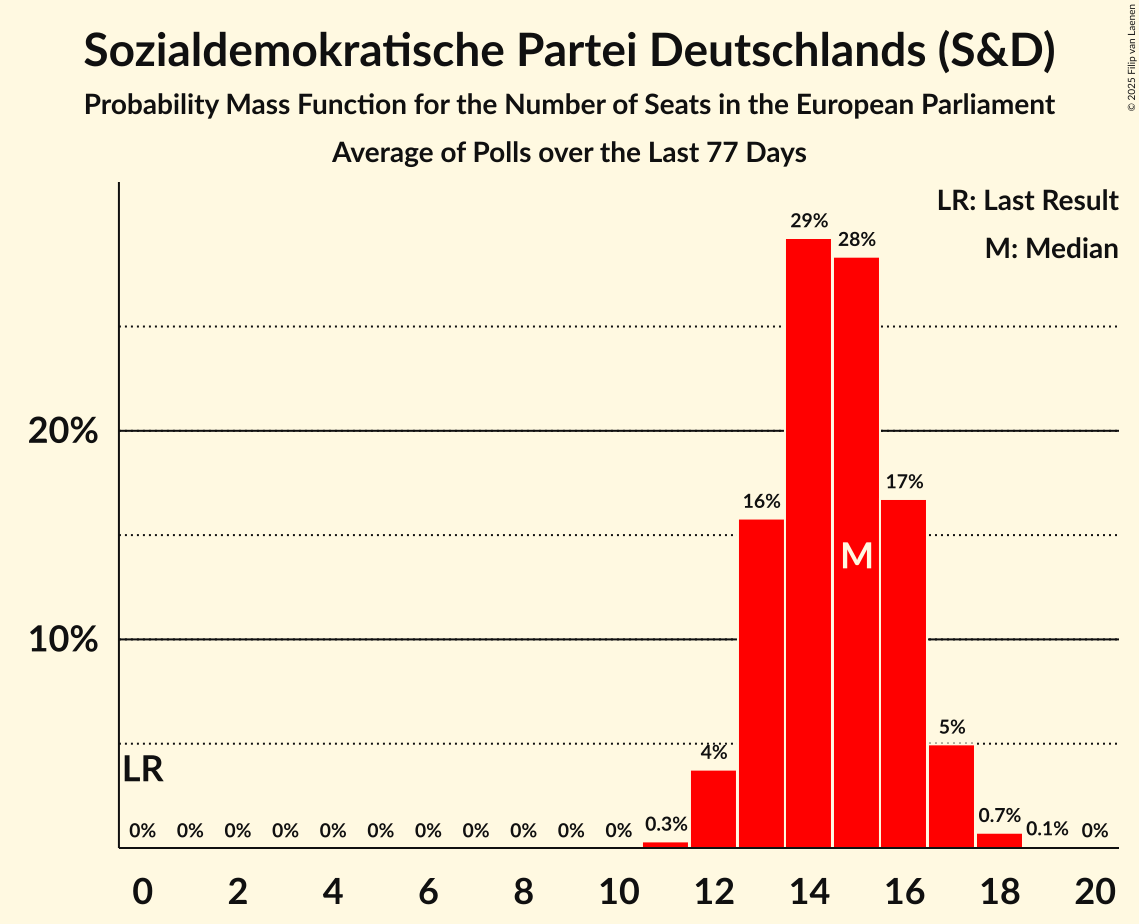 Sozialdemokratische Partei Deutschlands (S&D)
Probability Mass Function for the Number of Seats in the European Parliament
Average of Polls over the Last 77 Days
© 2025 Filip van Laenen
LR: Last Result
M: Median
29%
28%
20%
17%
16%
M
10%
5%
4%
LR
0% 0% 0% 0% 0% 0% 0% 0% 0% 0% 0% 0.3% 0.7% 0.1% 0%
0 2 4 6 8 10 12 14 16 18 20